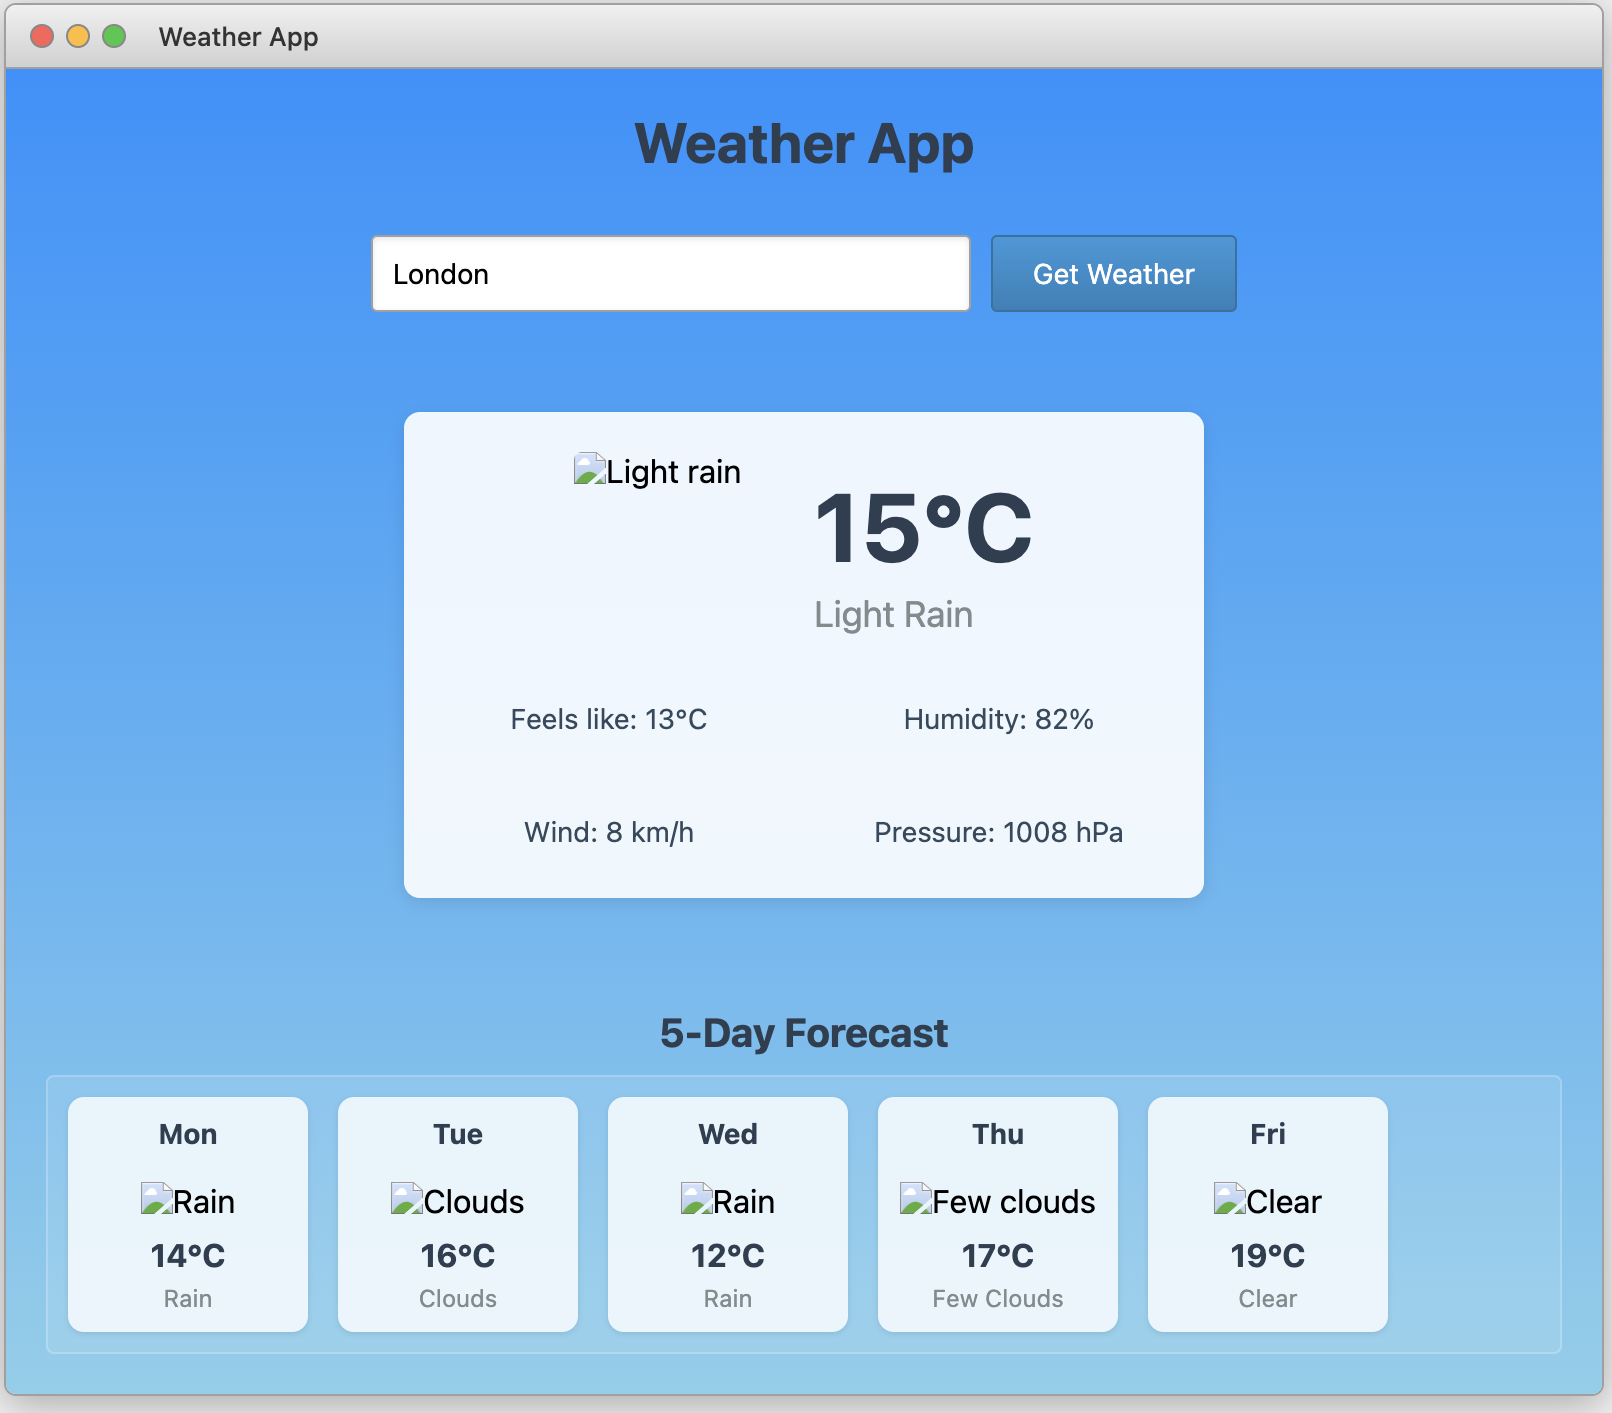 Weather App
Weather App
London
Get Weather
Light rain
15°C
Light Rain
Feels like: 13°C
Humidity: 82%
Wind: 8 km/h
Pressure: 1008 hPa
5-Day Forecast
Mon
Rain
14°C
Rain
Tue
Clouds
16°C
Clouds
Wed
Rain
12°C
Rain
Thu
Few clouds
17°C
Few Clouds
Fri
Clear
19°C
Clear